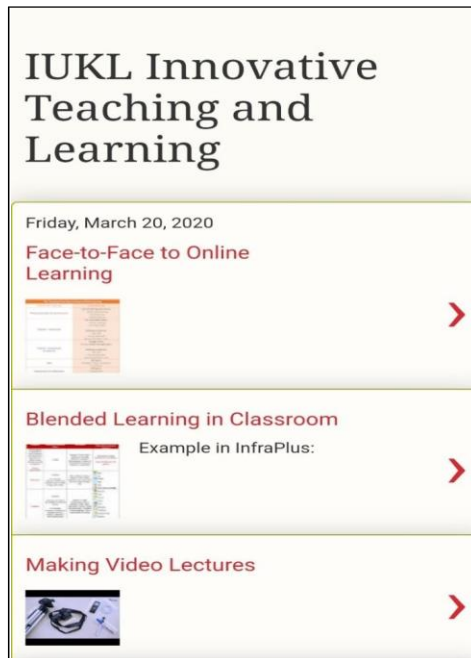 IUKL Innovative
Teaching and
Learning
Friday, March 20, 2020
Face-to-Face to Online
Learning
Blended Learning in Classroom
Example in InfraPlus:
Making Video Lectures